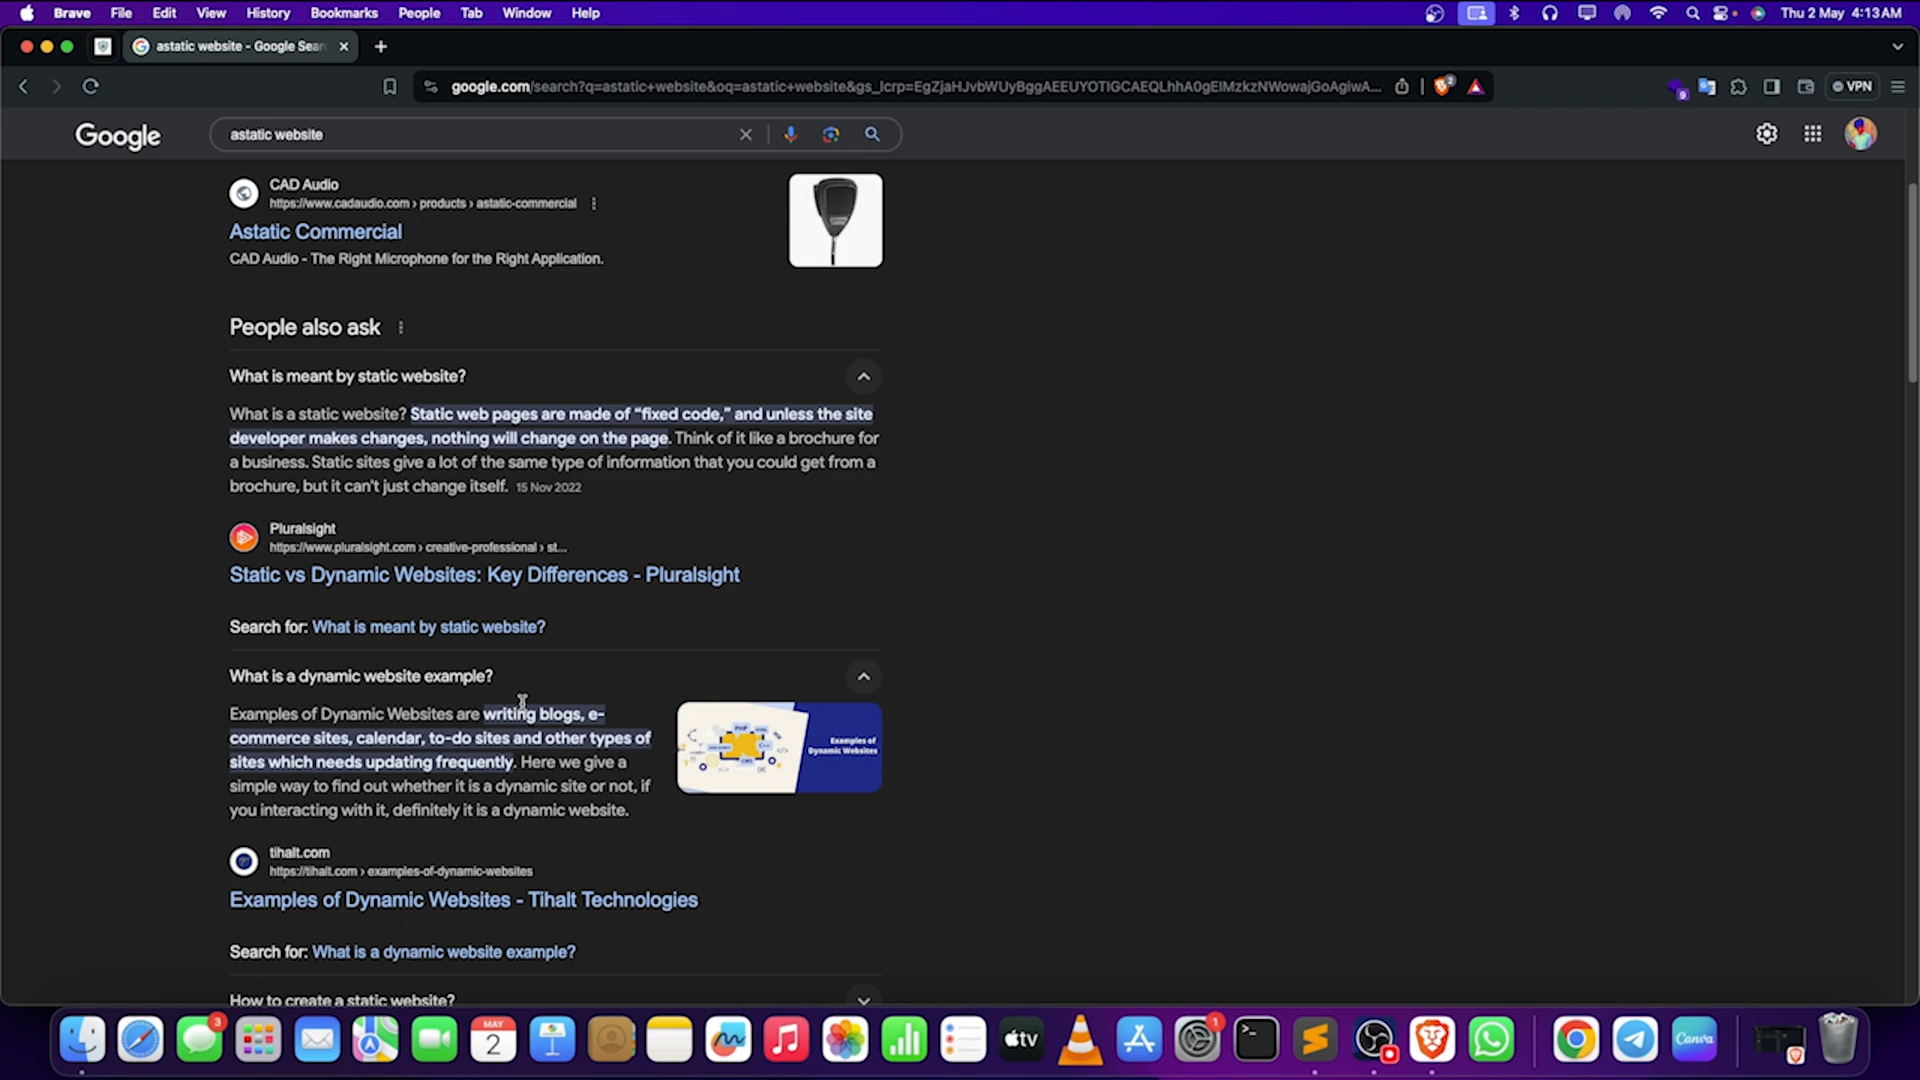 Brave File Edit View History Bookmarks People Tab Window Help Thu 2 May 4:13 AM
astatic website - Google Sear
google.com/search?q=astatic+website&oq=astatic+website&gs_lcrp=EgZjaHJvbWUyBggAEEUYOTIGCAEQLhhA0gEIMzkzNWowajGoAgiwA... 2 9 VPN
Google astatic website
CAD Audio
https://www.cadaudio.com › products › astatic-commercial
Astatic Commercial
CAD Audio - The Right Microphone for the Right Application.
People also ask
What is meant by static website?
What is a static website? Static web pages are made of “fixed code,” and unless the site
developer makes changes, nothing will change on the page. Think of it like a brochure for
a business. Static sites give a lot of the same type of information that you could get from a
brochure, but it can't just change itself. 15 Nov 2022
Pluralsight
https://www.pluralsight.com › creative-professional › st...
Static vs Dynamic Websites: Key Differences - Pluralsight
Search for: What is meant by static website?
What is a dynamic website example?
Examples of Dynamic Websites are writing blogs, e-
commerce sites, calendar, to-do sites and other types of
sites which needs updating frequently. Here we give a
simple way to find out whether it is a dynamic site or not, if
you interacting with it, definitely it is a dynamic website.
PHP
Examples of
Dynamic Websites
tihalt.com
https://tihalt.com › examples-of-dynamic-websites
Examples of Dynamic Websites - Tihalt Technologies
Search for: What is a dynamic website example?
How to create a static website?
3 MAY 2 tv 1 Canva